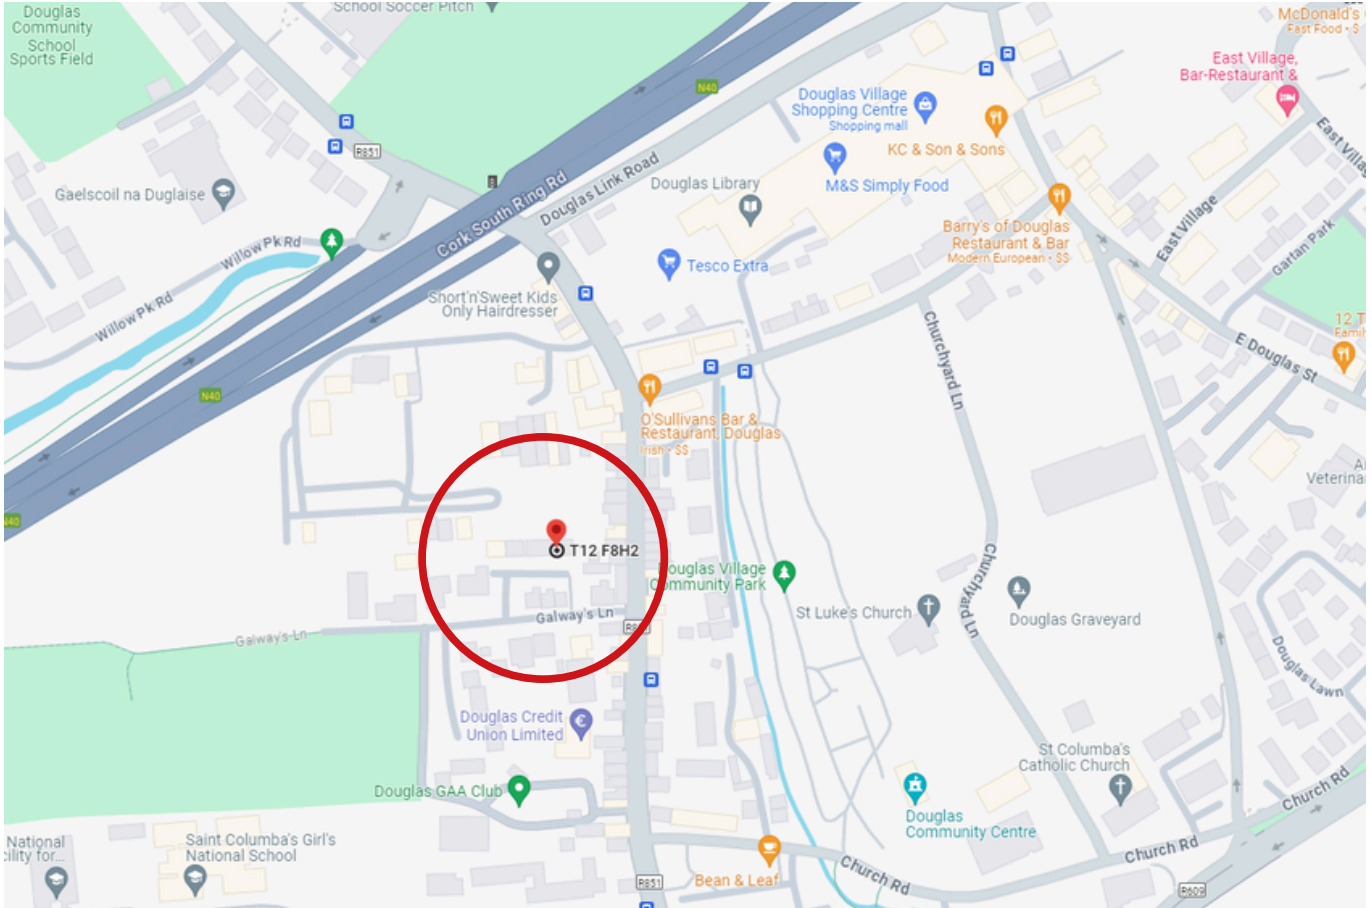 School Soccer Pitch
Douglas
Community
School
Sports Field
McDonald's
Fast Food • $
East Village,
Bar-Restaurant &
N40
Douglas Village
Shopping Centre
Shopping mall
KC & Son & Sons
East Village
R851
Douglas Link Road
Douglas Library
M&S Simply Food
Gaelscoil na Duglaise
Cork South Ring Rd
East Village
Barry's of Douglas
Restaurant & Bar
Modern European • $$
Gartan Park
Willow Pk Rd
Tesco Extra
Short'n'Sweet Kids
Only Hairdresser
Willow Pk Rd
Churchyard Ln
12 T
Famil
E Douglas St
N40
O'Sullivans Bar &
Restaurant, Douglas
Irish • $$
Veterina
N40
T12 F8H2
Douglas Village
Community Park
Churchyard Ln
St Luke's Church
Douglas Graveyard
Galway's Ln
R851
Galway's Ln
Douglas Lawn
Douglas Credit
Union Limited
St Columba's
Catholic Church
Douglas GAA Club
Church Rd
Douglas
Community Centre
National
ility for...
Saint Columba's Girl's
National School
Church Rd
Bean & Leaf
Church Rd
R851
R609